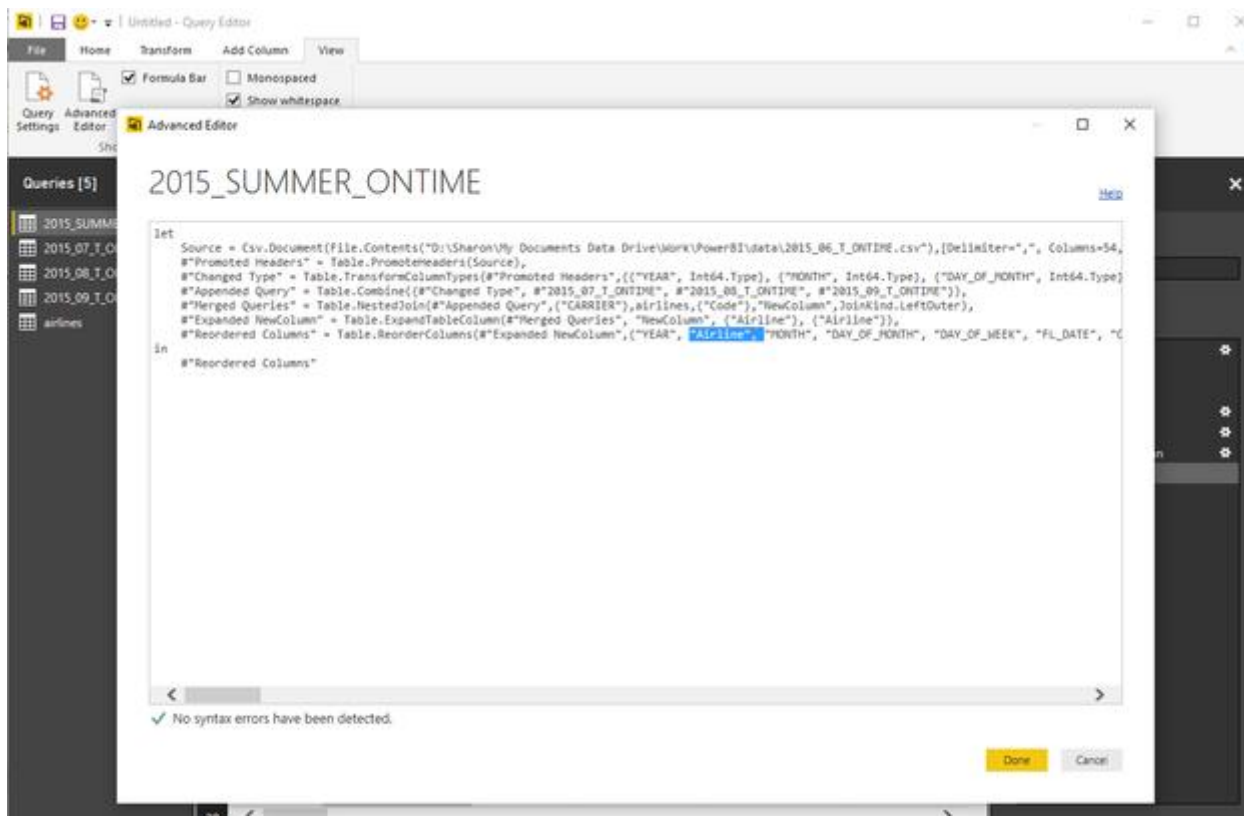 Untitled - Query Editor
File Home Transform Add Column View
Formula Bar Monospaced
Show whitespace
Query Settings Advanced Editor
Advanced Editor
Queries [5]
2015_SUMMER_ONTIME
Help
2015_SUMME
2015_07_T_O
2015_08_T_O
2015_09_T_O
airlines
let
Source = Csv.Document(File.Contents("D:\Sharon\My Documents Data Drive\Work\PowerBI\data\2015_06_T_ONTIME.csv"),[Delimiter=",", Columns=54,
#"Promoted Headers" = Table.PromoteHeaders(Source),
#"Changed Type" = Table.TransformColumnTypes(#"Promoted Headers",{{"YEAR", Int64.Type}, {"MONTH", Int64.Type}, {"DAY_OF_MONTH", Int64.Type}
#"Appended Query" = Table.Combine({#"Changed Type", #"2015_07_T_ONTIME", #"2015_08_T_ONTIME", #"2015_09_T_ONTIME"}),
#"Merged Queries" = Table.NestedJoin(#"Appended Query",{"CARRIER"},airlines,{"Code"},"NewColumn",JoinKind.LeftOuter),
#"Expanded NewColumn" = Table.ExpandTableColumn(#"Merged Queries", "NewColumn", {"Airline"}, {"Airline"}),
#"Reordered Columns" = Table.ReorderColumns(#"Expanded NewColumn",{"YEAR", "Airline", "MONTH", "DAY_OF_MONTH", "DAY_OF_WEEK", "FL_DATE", "
in
#"Reordered Columns"
No syntax errors have been detected.
Done Cancel